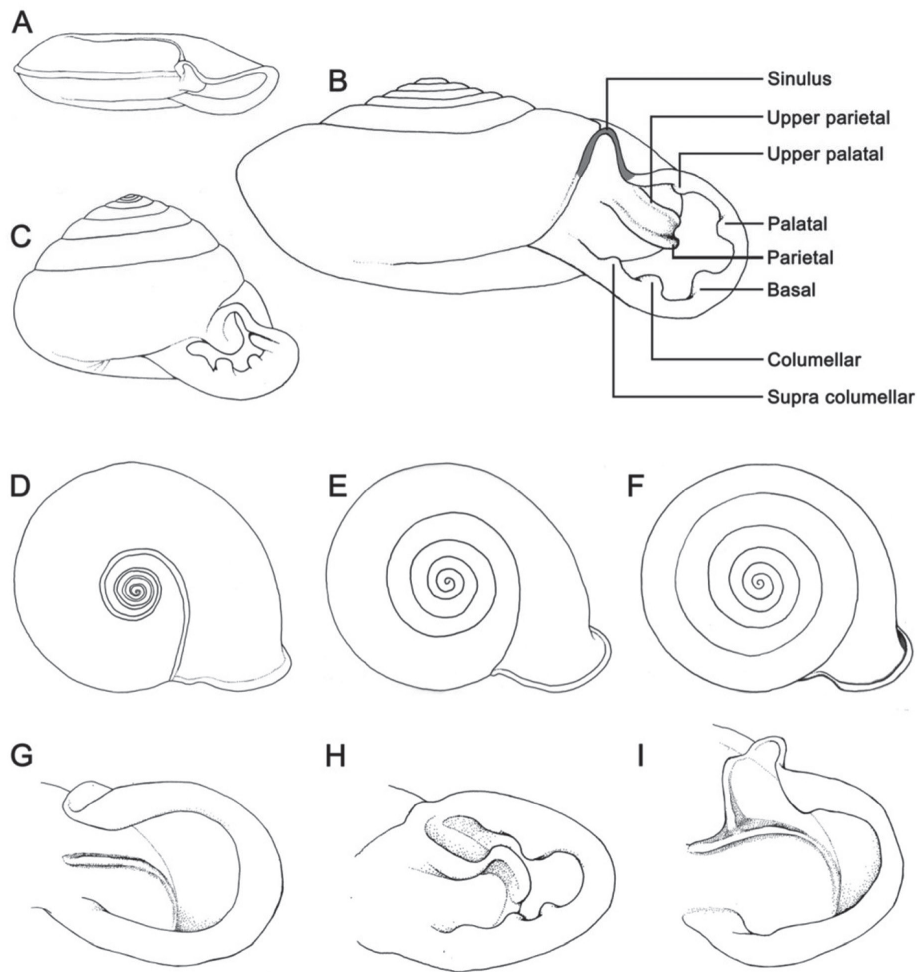 A
B
Sinulus
Upper parietal
Upper palatal
C
Palatal
Parietal
Basal
Columellar
Supra columellar
D
E
F
G
H
I